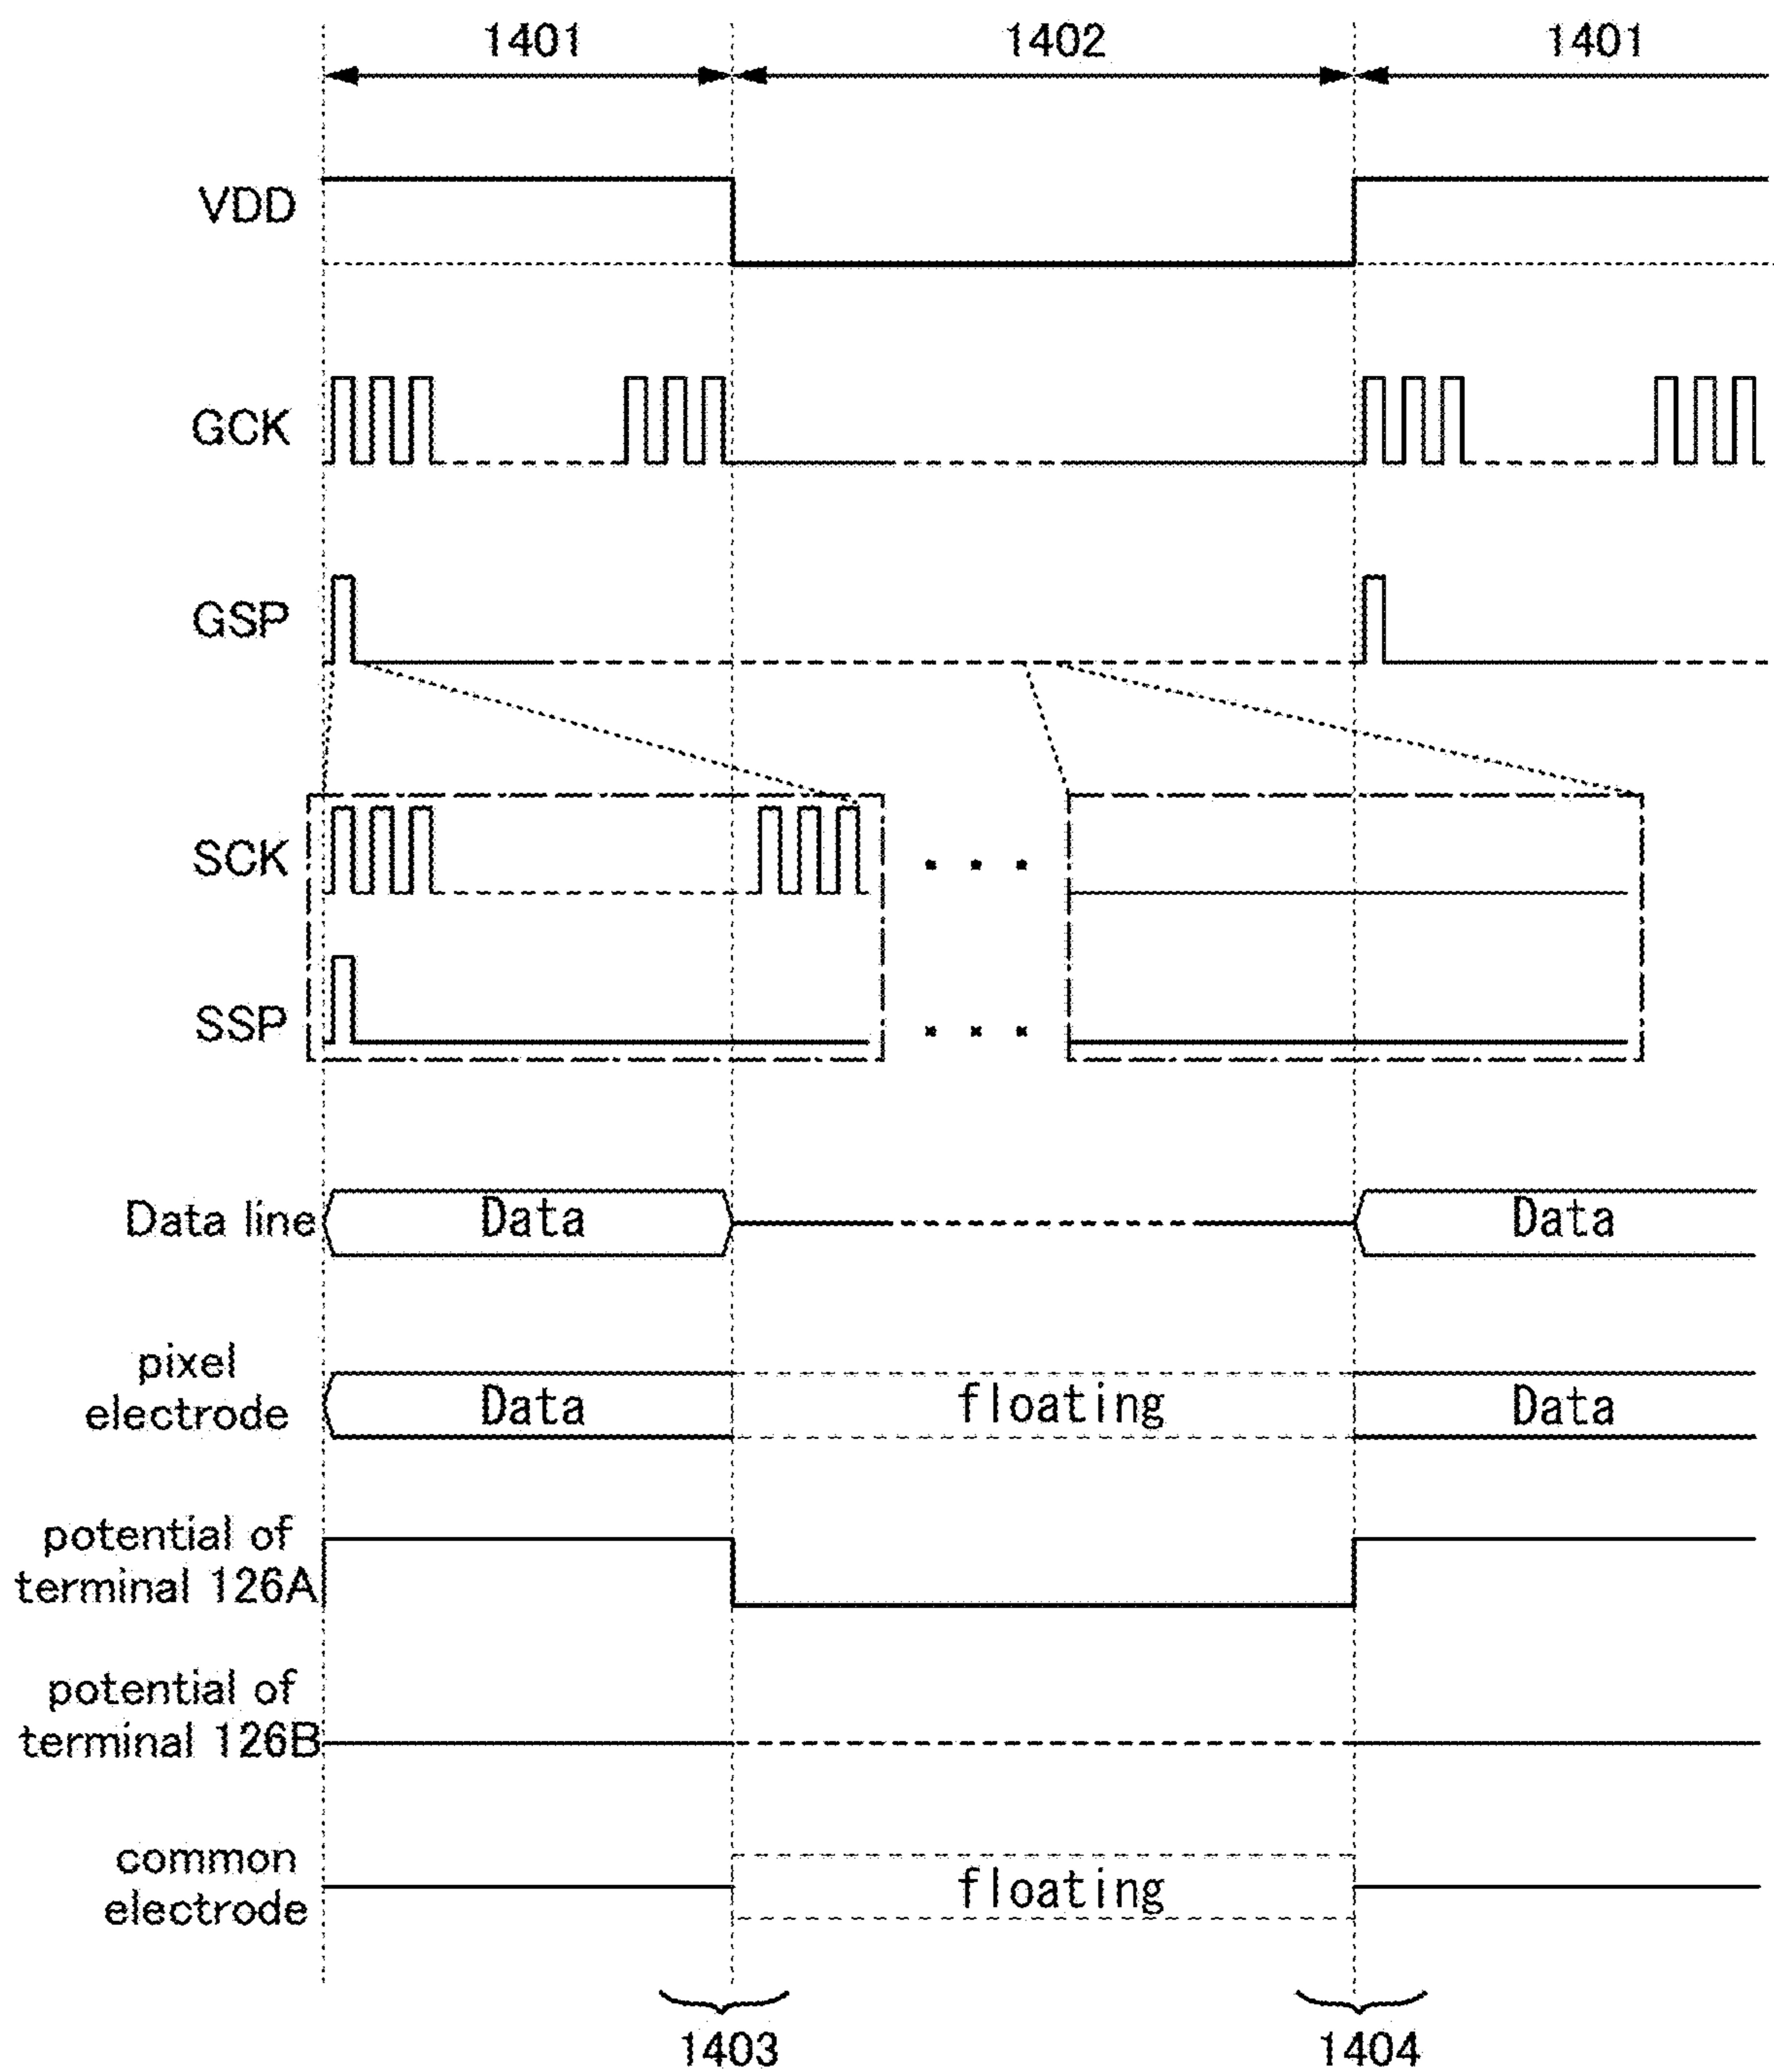 1401 1402 1401
VDD
GCK
GSP
SCK
SSP
Data line Data Data
pixel
electrode Data floating Data
potential of
terminal 126A
potential of
terminal 126B
common
electrode floating
1403 1404